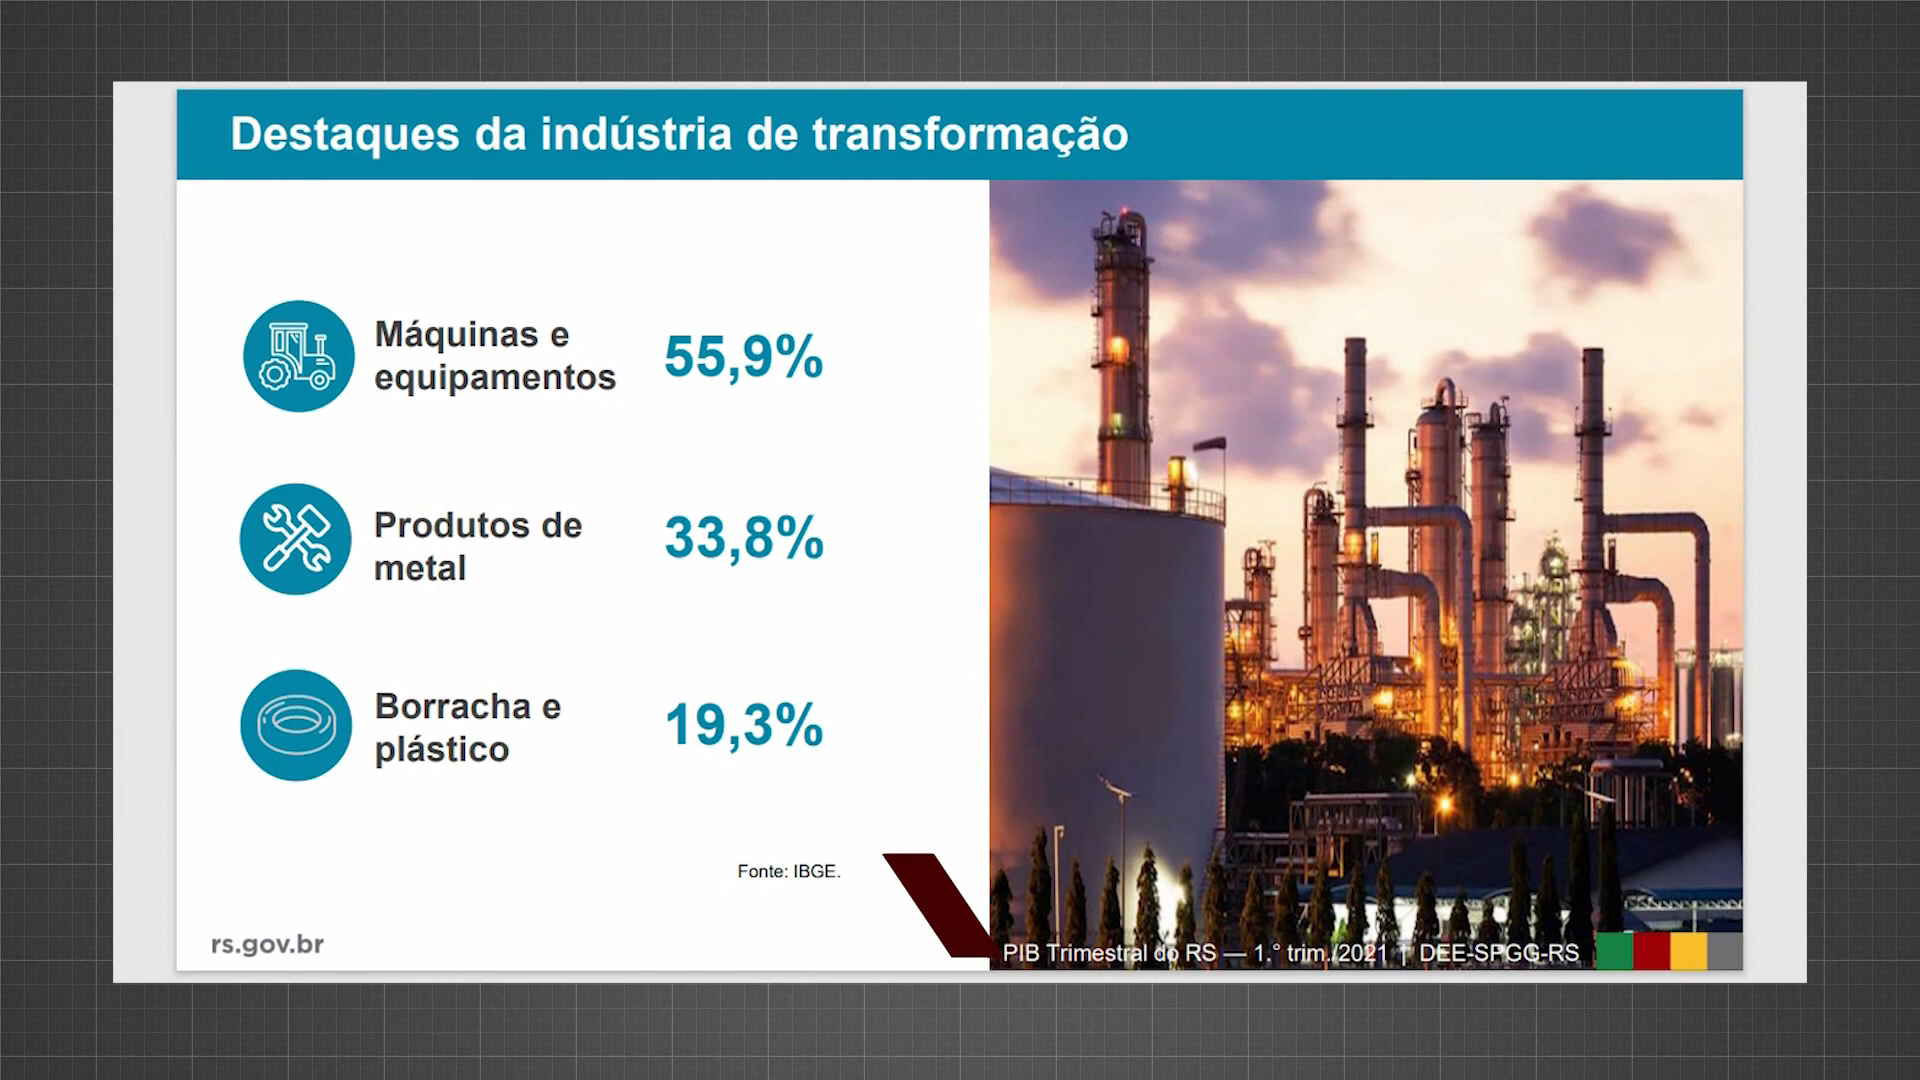 Destaques da indústria de transformação
Máquinas e
equipamentos
55,9%
Produtos de
metal
33,8%
Borracha e
plástico
19,3%
Fonte: IBGE.
rs.gov.br
PIB Trimestral do RS — 1.° trim./2021 | DEE-SPGG-RS